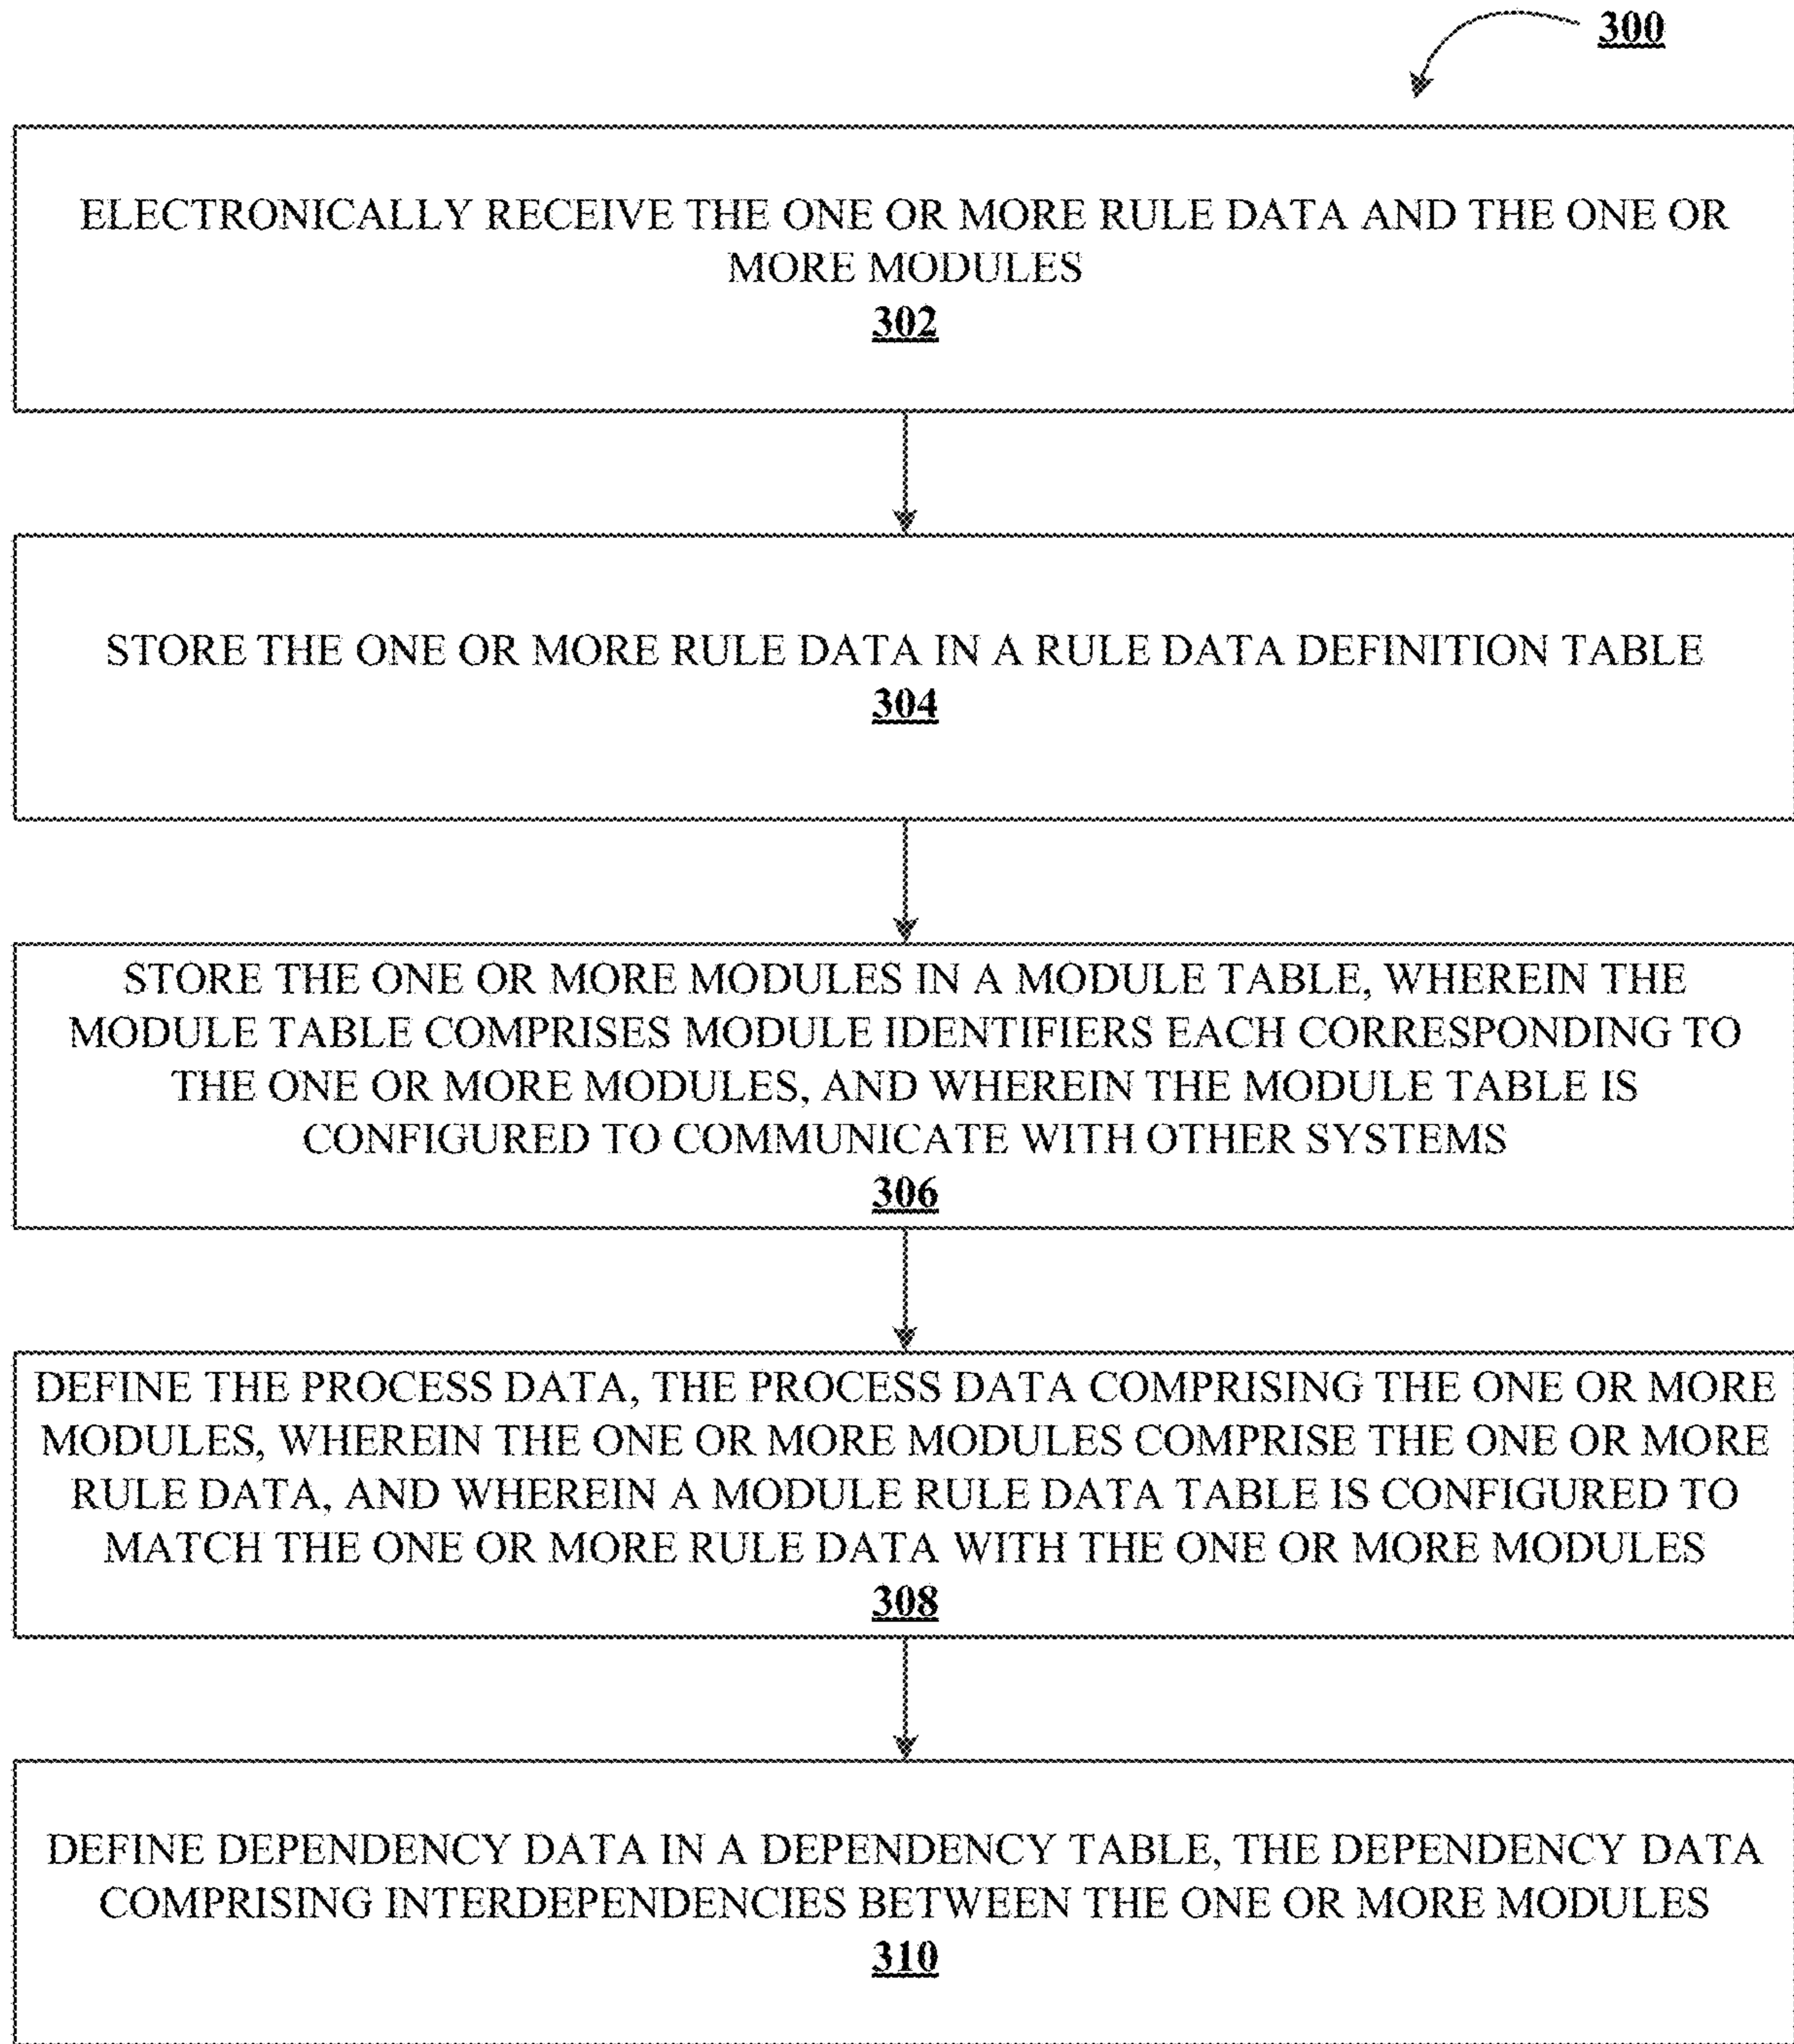 300
ELECTRONICALLY RECEIVE THE ONE OR MORE RULE DATA AND THE ONE OR
MORE MODULES
302
STORE THE ONE OR MORE RULE DATA IN A RULE DATA DEFINITION TABLE
304
STORE THE ONE OR MORE MODULES IN A MODULE TABLE, WHEREIN THE
MODULE TABLE COMPRISES MODULE IDENTIFIERS EACH CORRESPONDING TO
THE ONE OR MORE MODULES, AND WHEREIN THE MODULE TABLE IS
CONFIGURED TO COMMUNICATE WITH OTHER SYSTEMS
306
DEFINE THE PROCESS DATA, THE PROCESS DATA COMPRISING THE ONE OR MORE
MODULES, WHEREIN THE ONE OR MORE MODULES COMPRISE THE ONE OR MORE
RULE DATA, AND WHEREIN A MODULE RULE DATA TABLE IS CONFIGURED TO
MATCH THE ONE OR MORE RULE DATA WITH THE ONE OR MORE MODULES
308
DEFINE DEPENDENCY DATA IN A DEPENDENCY TABLE, THE DEPENDENCY DATA
COMPRISING INTERDEPENDENCIES BETWEEN THE ONE OR MORE MODULES
310